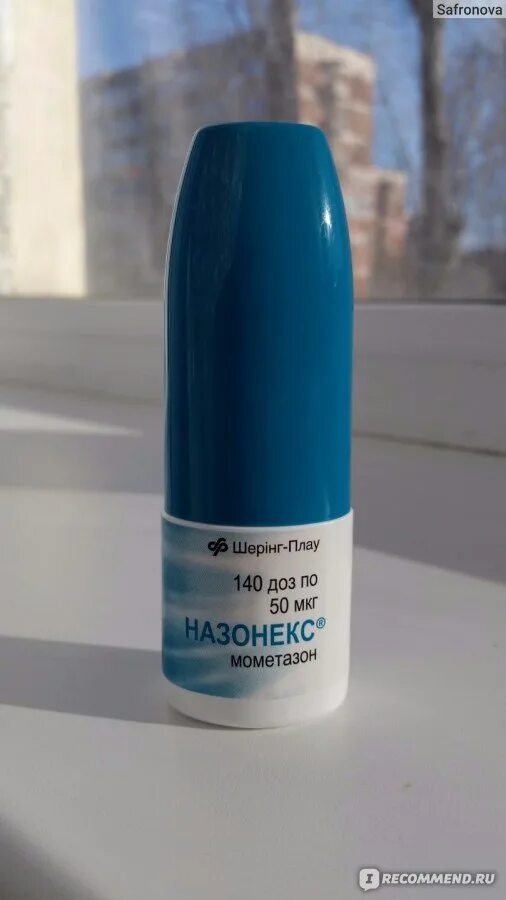 Safronova
Шерінг-Плау
140 доз по
50 мкг
НАЗОНЕКС®
мометазон
I RECOMMEND.RU